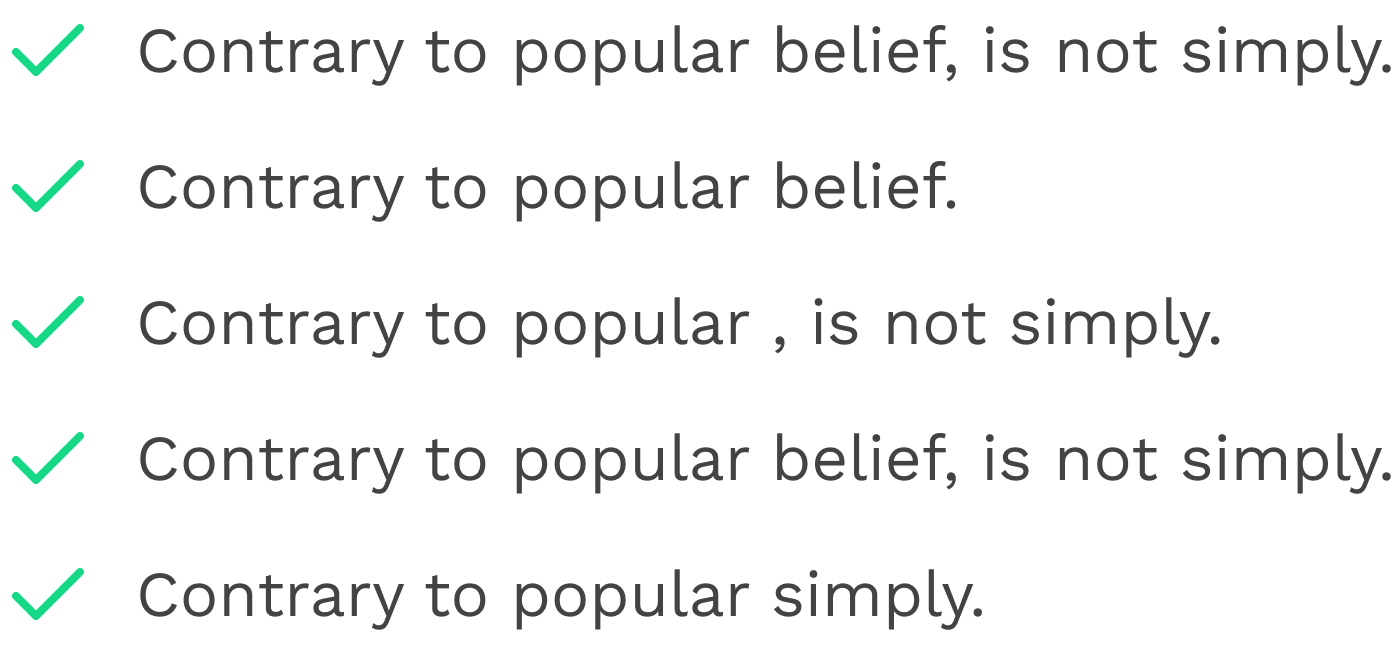 Contrary to popular belief, is not simply.
Contrary to popular belief.
Contrary to popular , is not simply.
Contrary to popular belief, is not simply.
Contrary to popular simply.